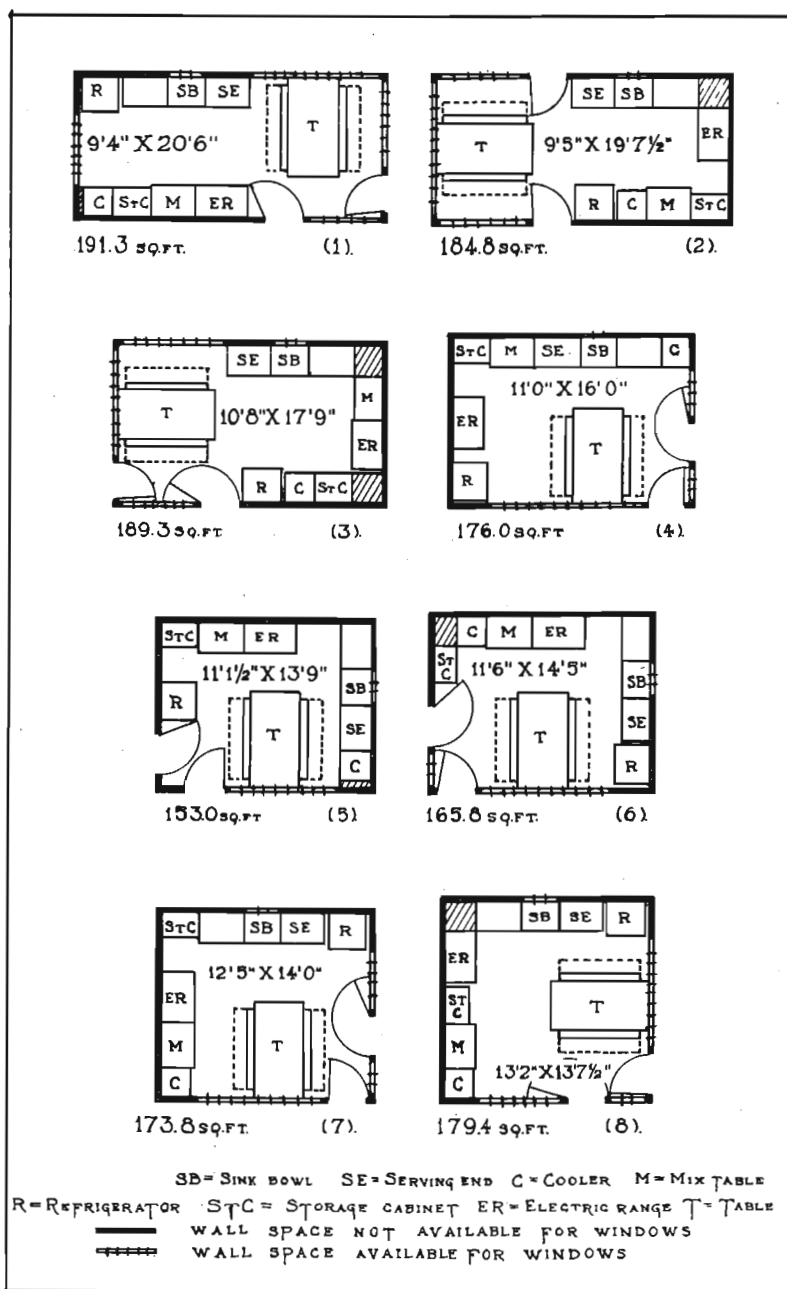 R SB SE
T
9'4" X 20'6"
C STC M ER
191.3 SQ.FT. (1).
SE SB
ER
T 9'5" X 19'7½"
R C M STC
184.8 SQ.FT. (2).
SE SB
M
T 10'8" X 17'9"
ER
R C STC
189.3 SQ.FT (3).
STC M SE SB C
11'0" X 16'0"
ER
T
R
176.0 SQ.FT (4).
STC M ER
11'1½" X 13'9"
SB
R
SE
T
C
153.0 SQ.FT (5)
C M ER
STC
11'6" X 14'5"
SB
SE
T
R
165.8 SQ.FT. (6).
STC SB SE R
12'5" X 14'0"
ER
M T
C
173.8 SQ.FT. (7).
SB SE R
ER
STC
T
M
13'2" X 13'7½"
C
179.4 SQ.FT. (8).
SB=SINK BOWL SE=SERVING END C=COOLER M=MIX TABLE
R=REFRIGERATOR STC= STORAGE CABINET ER=ELECTRIC RANGE T=TABLE
WALL SPACE NOT AVAILABLE FOR WINDOWS
WALL SPACE AVAILABLE FOR WINDOWS